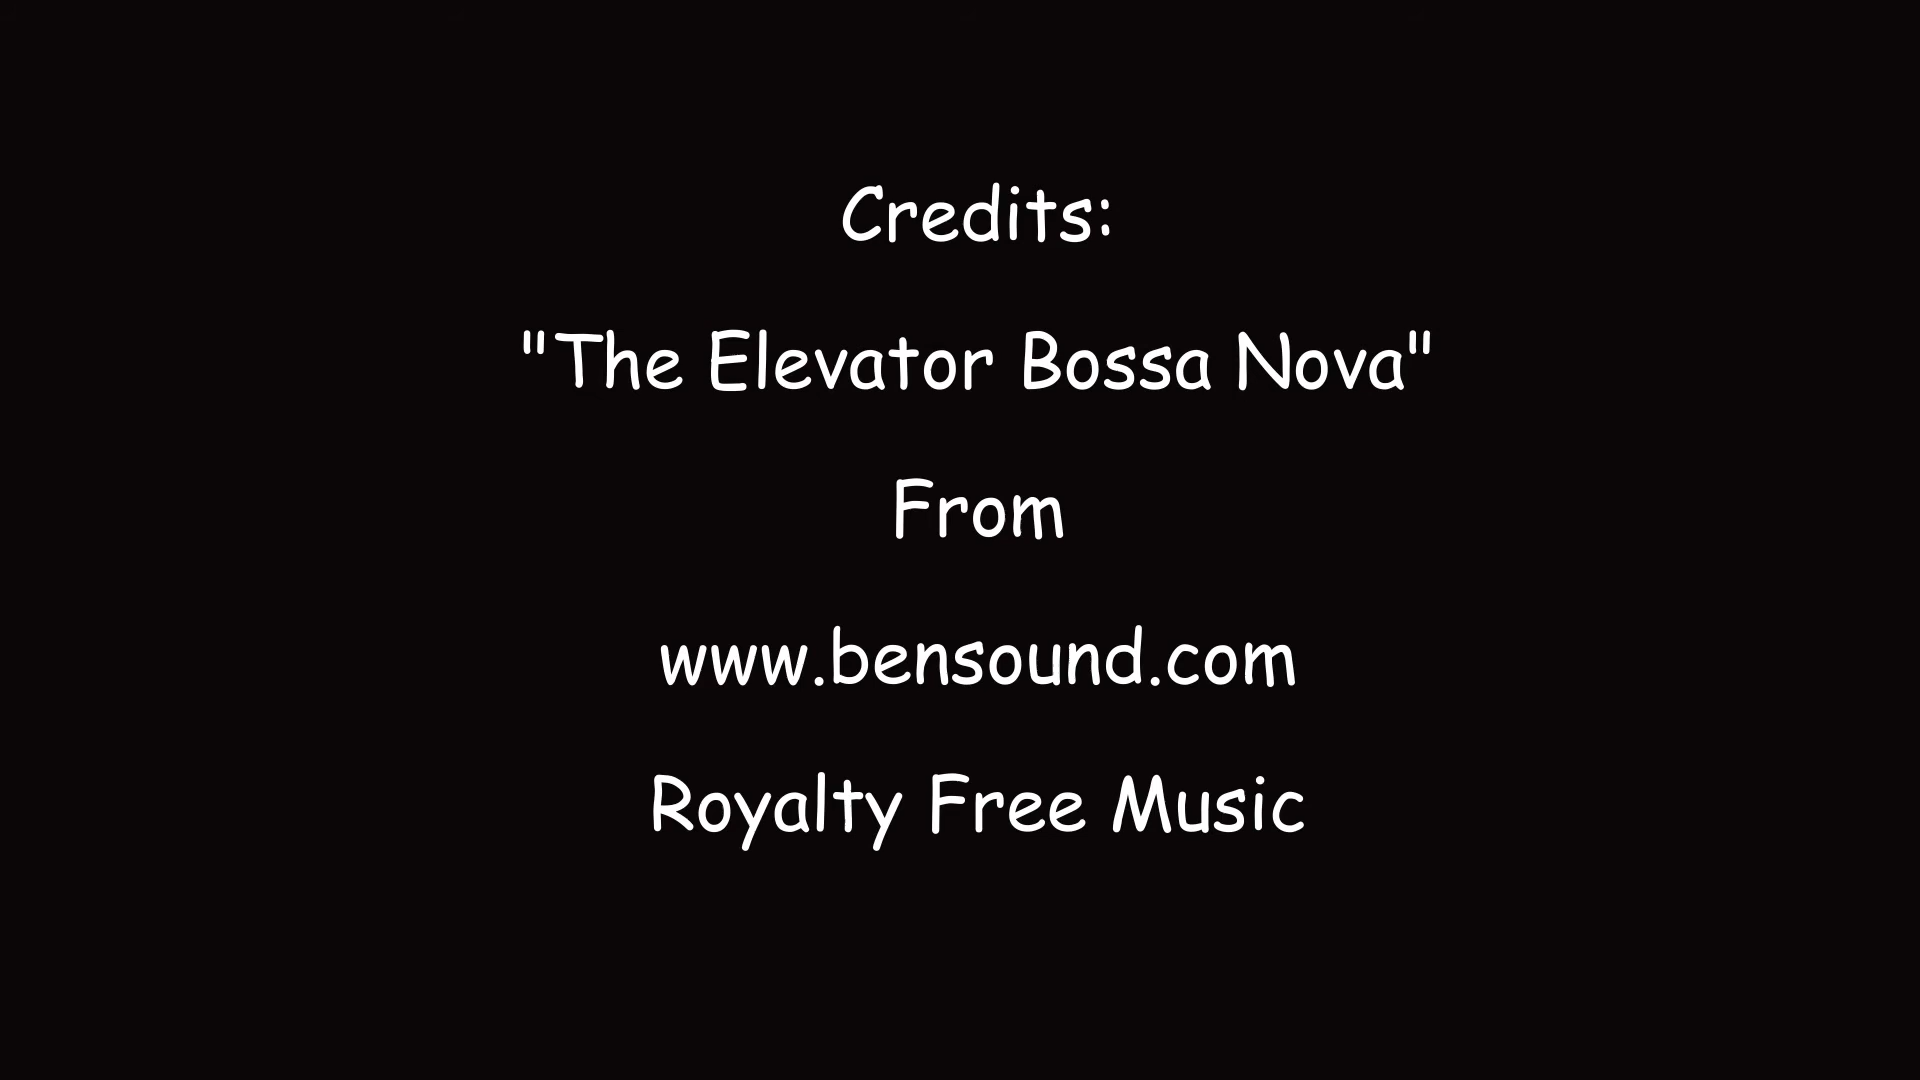 Credits:
"The Elevator Bossa Nova"
From
www.bensound.com
Royalty Free Music